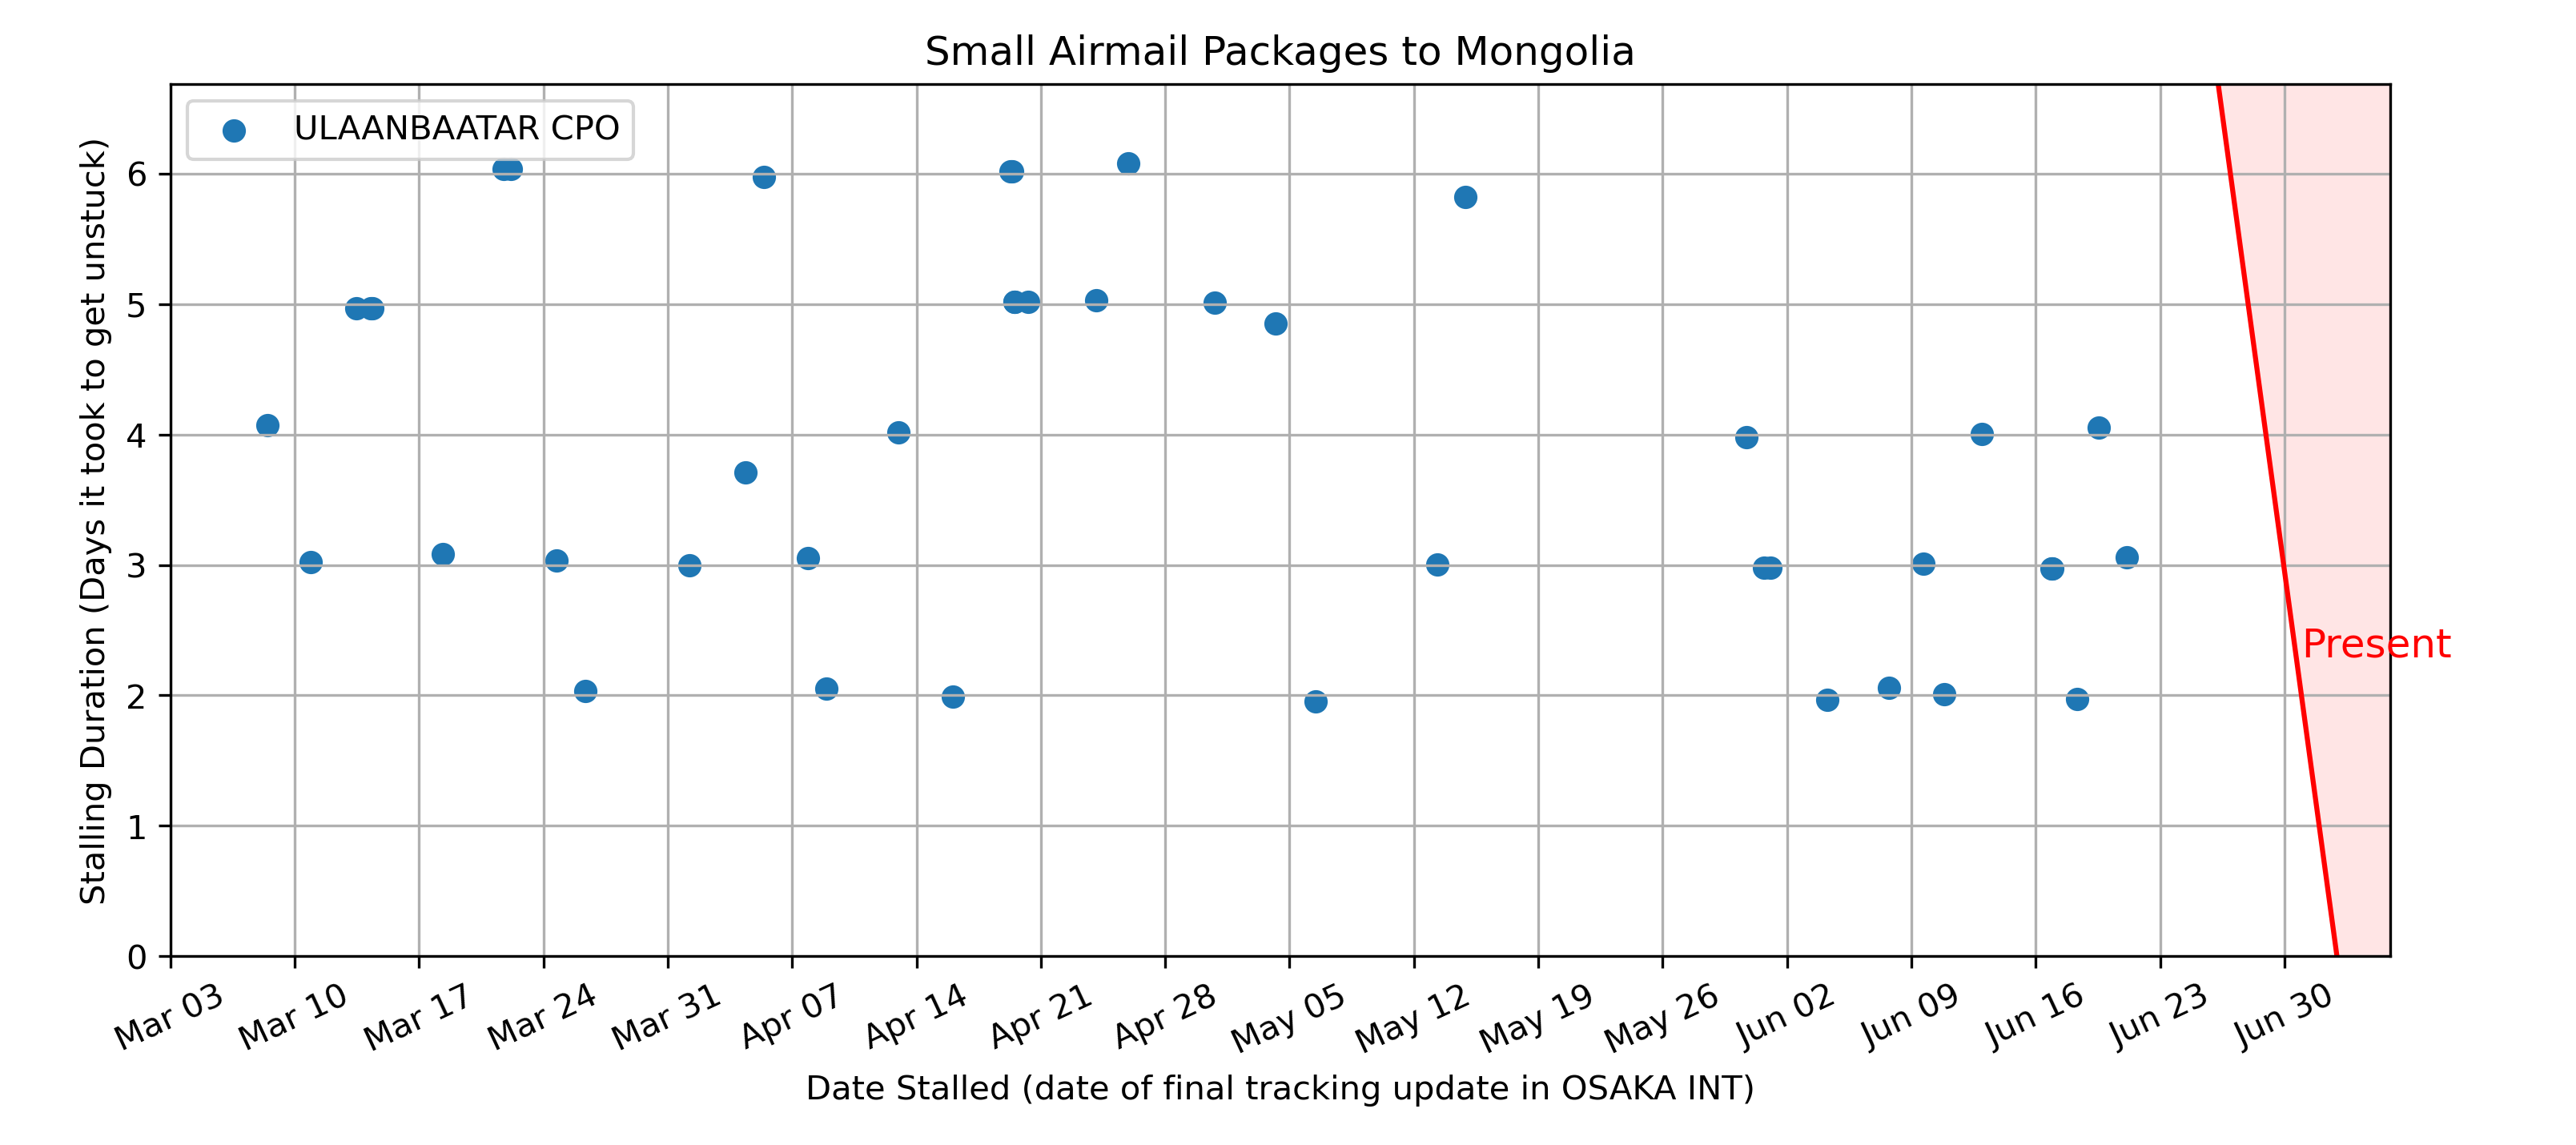 Small Airmail Packages to Mongolia
ULAANBAATAR CPO
Stalling Duration (Days it took to get unstuck)
6
5
4
3
2
1
0
Present
Mar 03
Mar 10
Mar 17
Mar 24
Mar 31
Apr 07
Apr 14
Apr 21
Apr 28
May 05
May 12
May 19
May 26
Jun 02
Jun 09
Jun 16
Jun 23
Jun 30
Date Stalled (date of final tracking update in OSAKA INT)